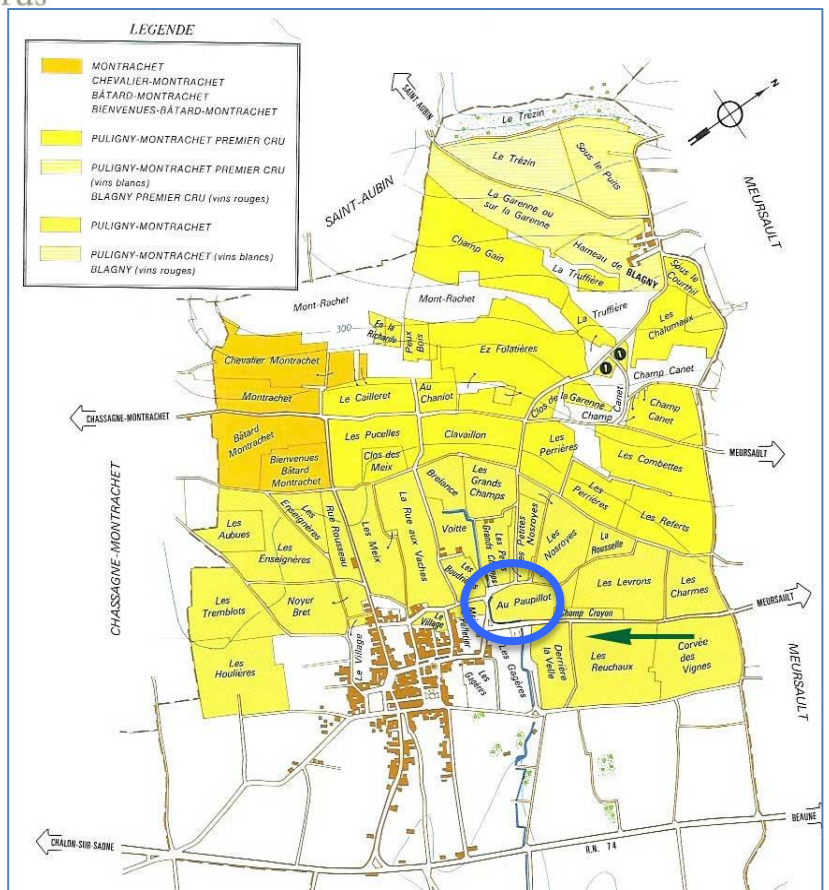 LEGENDE
MONTRACHET
CHEVALIER-MONTRACHET
BÂTARD-MONTRACHET
BIENVENUES-BÂTARD-MONTRACHET
PULIGNY-MONTRACHET PREMIER CRU
PULIGNY-MONTRACHET PREMIER CRU
(vins blancs)
BLAGNY PREMIER CRU (vins rouges)
PULIGNY-MONTRACHET
PULIGNY-MONTRACHET (vins blancs)
BLAGNY (vins rouges)
SAINT-AUBIN
N
Le Trézin
Le Trézin
Sous le Puits
SAINT-AUBIN
MEURSAULT
La Garenne ou
sur la Garonne
Champ Gain
Hameau de BLAGNY
La Truffière
Sous le
Courthil
Mont-Rachet
Mont-Rachet
La Truffière
Les
Chalumaux
300
En la
Richarde
Peux
Bois
Ez Folatières
Chevalier Montrachet
Champ Canet
Montrachet
Le Cailleret
Au
Chaniot
Clos de la Garenne
Champ
Canet
Champ
Canet
CHASSAGNE-MONTRACHET
Bâtard
Montrachet
Les Pucelles
Clavaillon
Les
Perrières
MEURSAULT
Bienvenues
Bâtard
Montrachet
Clos-des
Meix
Les Combettes
Brelance
Les
Grands
Champs
Les
Perrières
Les Referts
CHASSAGNE-MONTRACHET
Les
Aubues
Les
Enseignères
Rue Rousseau
Les Meix
La Rue aux Vaches
Voitte
Grands Champs
Les Petites
Nosroyes
Les
Nosroyes
La
Rousselle
Les
Enseignères
Les
Tremblots
Noyer
Bret
Au Paupillot
Les Levrons
Les
Charmes
Champ Croyon
MEURSAULT
Le Village
Le
Village
Les Gagères
Derrière
la Velle
Les
Reuchaux
Corvée
des
Vignes
MEURSAULT
Les
Houlières
Les
Gagères
BEAUNE
CHALON-SUR-SAONE
R.N. 74